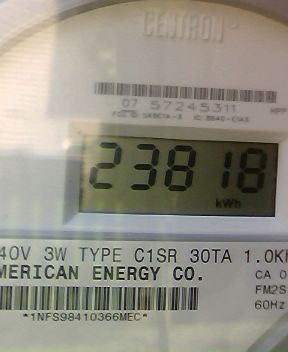 CENTRON®
07 57245311
23818
kWh
40V 3W TYPE C1SR 30TA 1.0K
MERICAN ENERGY CO.
CA 0
FM2S
60Hz
*1NFS98410366MEC*